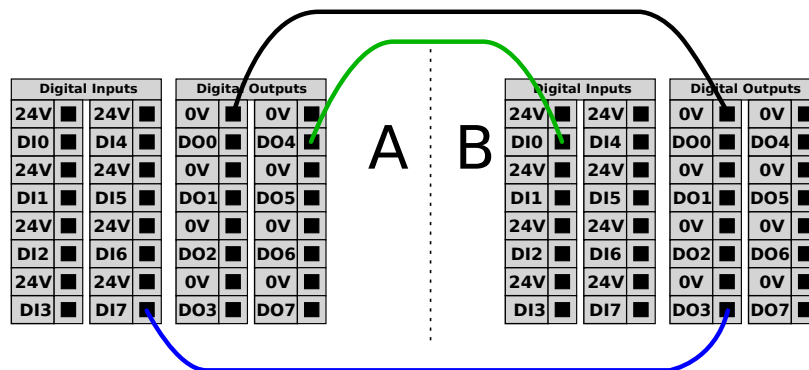 Digital Inputs Digital Outputs Digital Inputs Digital Outputs
24V 24V 0V 0V 24V 24V 0V 0V
DI0 DI4 DO0 DO4 A B DI0 DI4 DO0 DO4
24V 24V 0V 0V 24V 24V 0V 0V
DI1 DI5 DO1 DO5 DI1 DI5 DO1 DO5
24V 24V 0V 0V 24V 24V 0V 0V
DI2 DI6 DO2 DO6 DI2 DI6 DO2 DO6
24V 24V 0V 0V 24V 24V 0V 0V
DI3 DI7 DO3 DO7 DI3 DI7 DO3 DO7